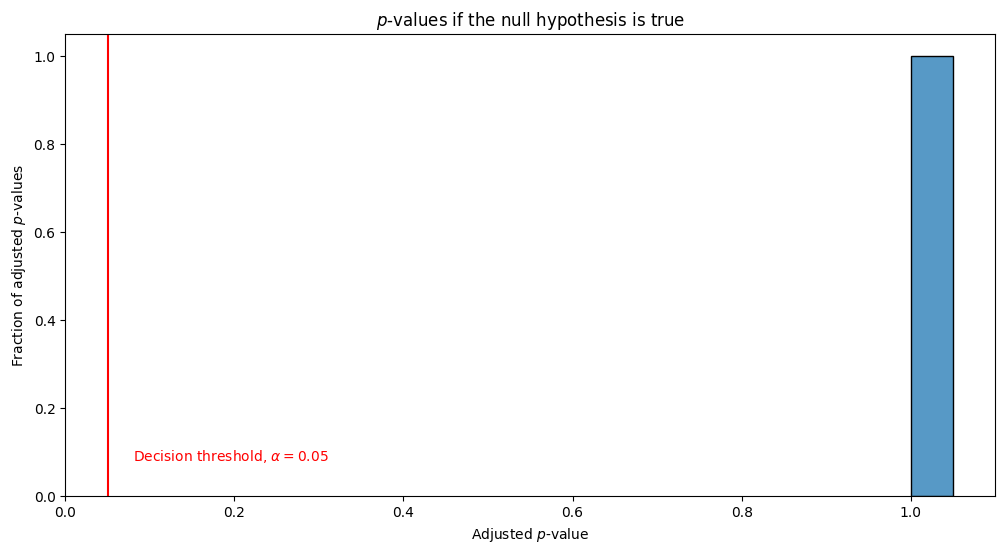 p-values if the null hypothesis is true
Fraction of adjusted p-values
1.0
0.8
0.6
0.4
0.2
0.0
Decision threshold, α = 0.05
0.0 0.2 0.4 0.6 0.8 1.0
Adjusted p-value